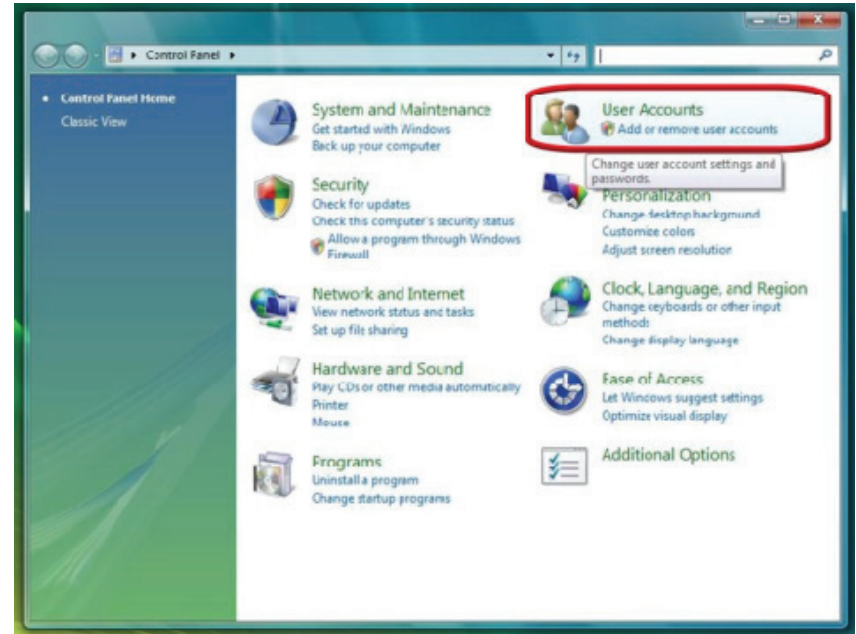 Control Panel
Control Panel Home
Classic View
System and Maintenance
Get started with Windows
Back up your computer
Security
Check for updates
Check this computer's security status
Allow a program through Windows
Firewall
Network and Internet
View network status and tasks
Set up file sharing
Hardware and Sound
Play CDs or other media automatically
Printer
Mouse
Programs
Uninstall a program
Change startup programs
User Accounts
Add or remove user accounts
Change user account settings and
passwords.
Personalization
Change desktop background
Customize colors
Adjust screen resolution
Clock, Language, and Region
Change keyboards or other input
methods
Change display language
Ease of Access
Let Windows suggest settings
Optimize visual display
Additional Options